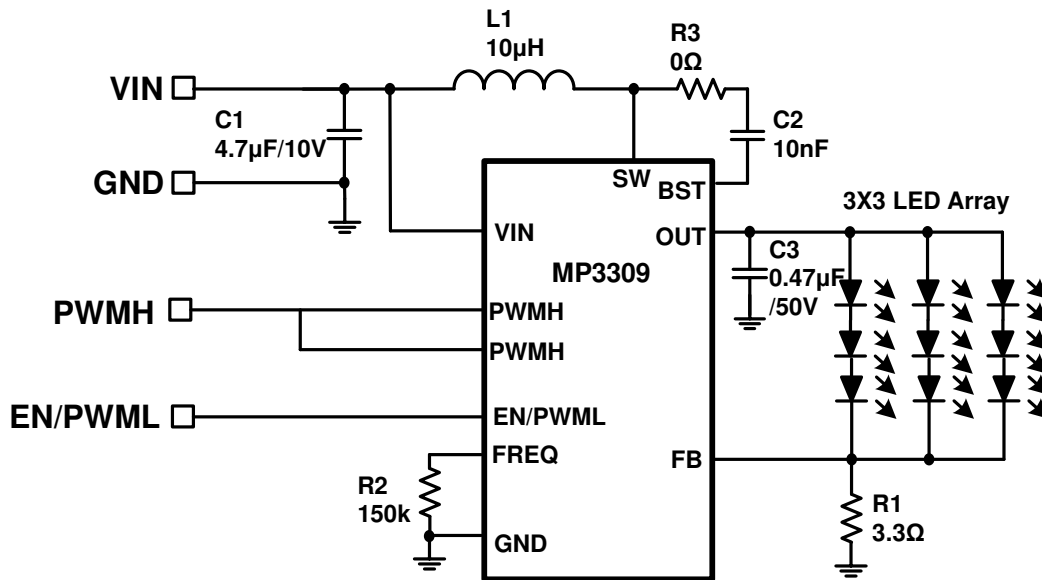 L1
10µH
R3
0Ω
VIN
C1
4.7µF/10V
C2
10nF
GND
SW
BST
3X3 LED Array
VIN
OUT
MP3309
C3
0.47µF
/50V
PWMH
PWMH
PWMH
EN/PWML
EN/PWML
FREQ
FB
R2
150k
R1
3.3Ω
GND